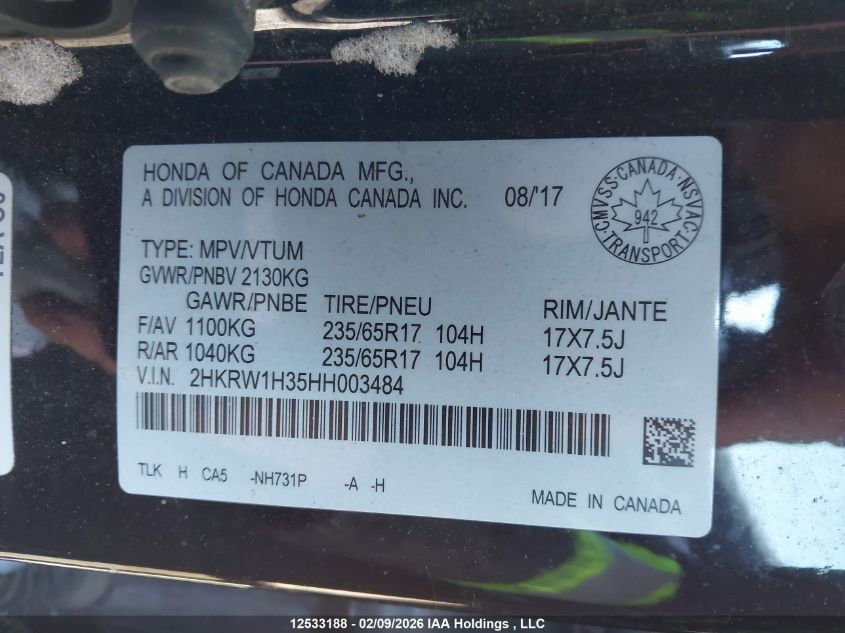 HONDA OF CANADA MFG.,
A DIVISION OF HONDA CANADA INC. 08/'17
CMVSS·CANADA·NSVAC
942
TRANSPORT
TYPE: MPV/VTUM
GVWR/PNBV 2130KG
GAWR/PNBE TIRE/PNEU RIM/JANTE
F/AV 1100KG 235/65R17 104H 17X7.5J
R/AR 1040KG 235/65R17 104H 17X7.5J
V.I.N. 2HKRW1H35HH003484
TLK H CA5 -NH731P -A -H
MADE IN CANADA
12533188 - 02/09/2026 IAA Holdings , LLC